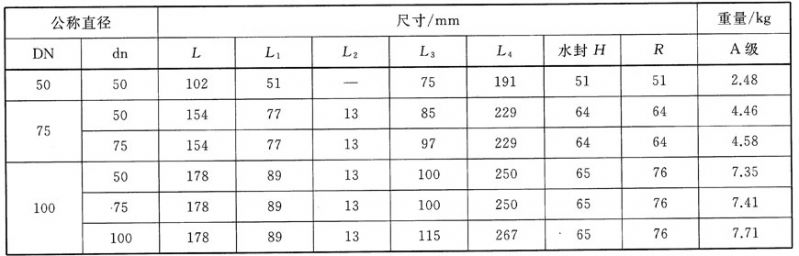 公称直径 尺寸/mm 重量/kg
DN dn L L₁ L₂ L₃ L₄ 水封 H R A 级
50 50 102 51 — 75 191 51 51 2.48
75 50 154 77 13 85 229 64 64 4.46
75 154 77 13 97 229 64 64 4.58
100 50 178 89 13 100 250 65 76 7.35
75 178 89 13 100 250 65 76 7.41
100 178 89 13 115 267 65 76 7.71